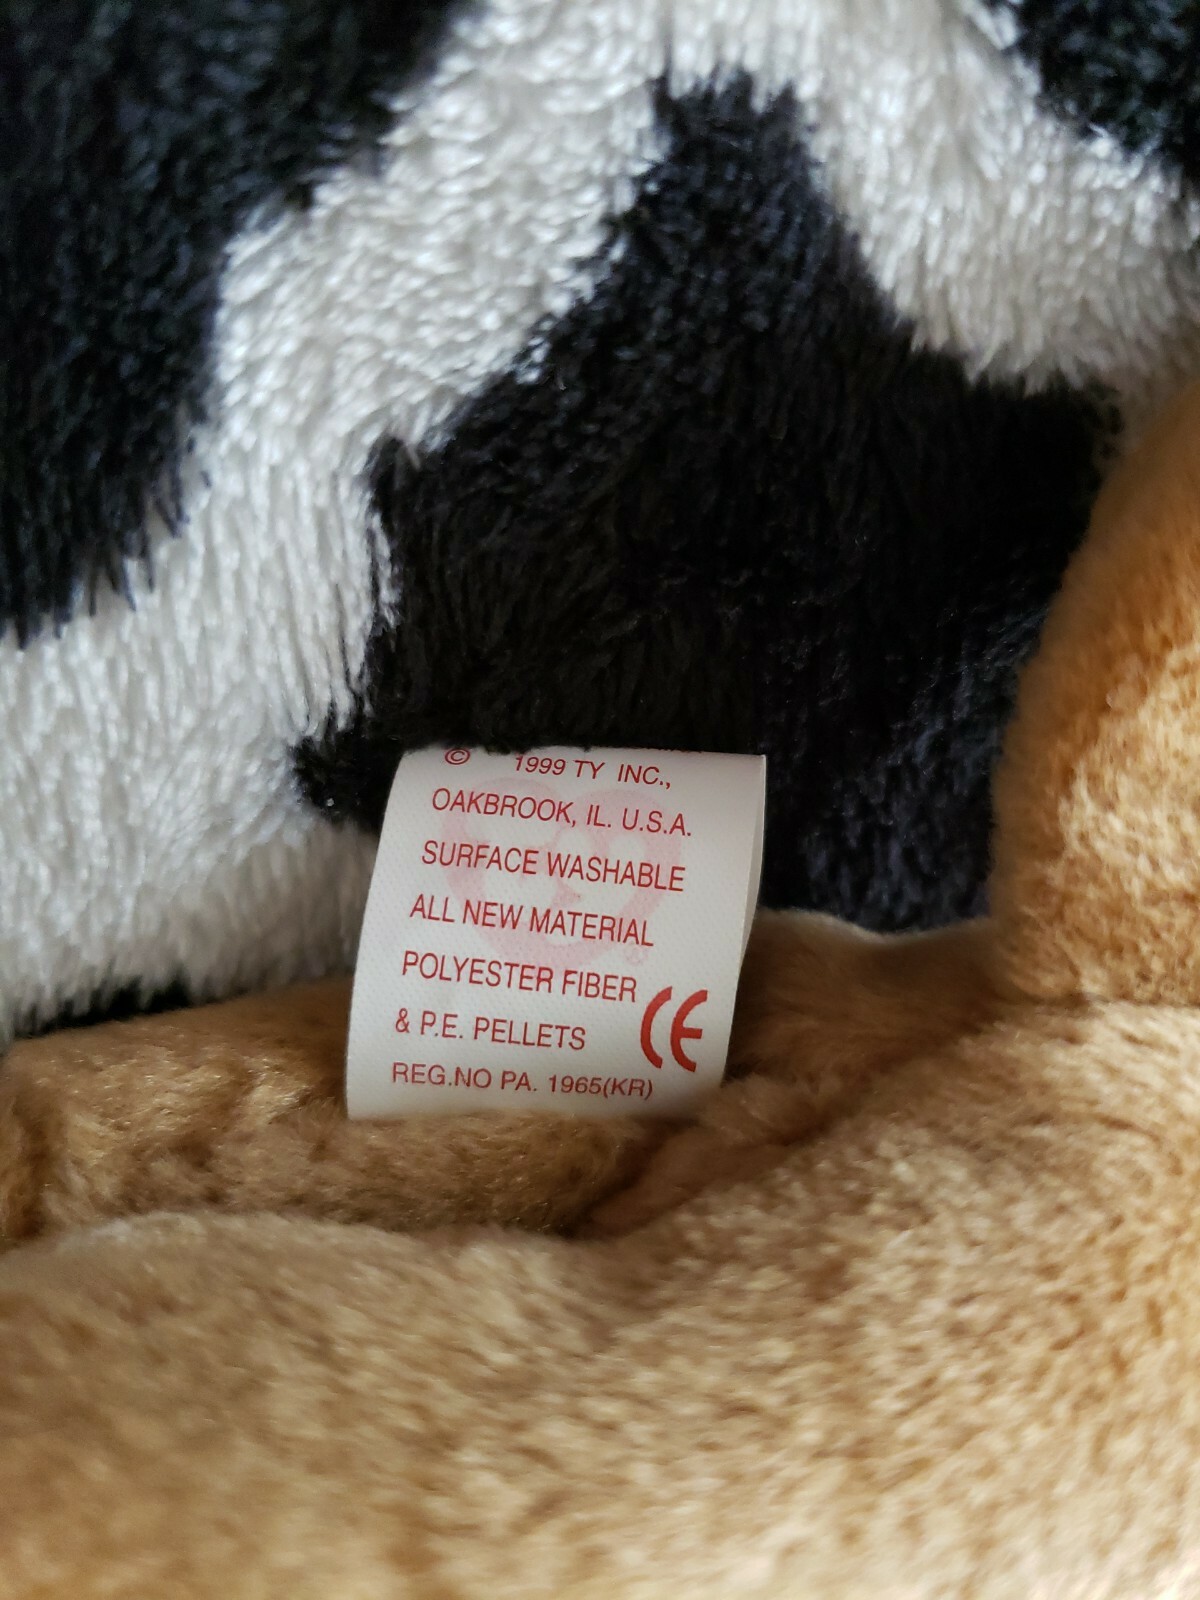 © 1999 TY INC.,
OAKBROOK, IL. U.S.A.
SURFACE WASHABLE
ALL NEW MATERIAL
POLYESTER FIBER
& P.E. PELLETS
CE
REG.NO PA. 1965(KR)